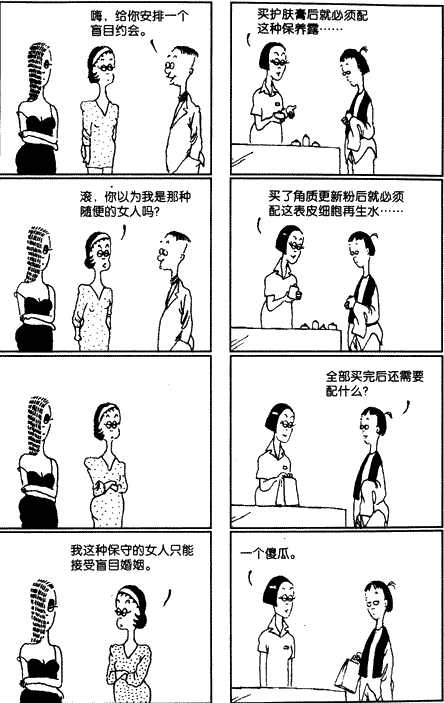 嗨，给你安排一个
盲目约会。
滚，你以为我是那种
随便的女人吗？
我这种保守的女人只能
接受盲目婚姻。
买护肤膏后就必须配
这种保养露……
买了角质更新粉后就必须
配这表皮细胞再生水……
全部买完后还需要
配什么？
一个傻瓜。